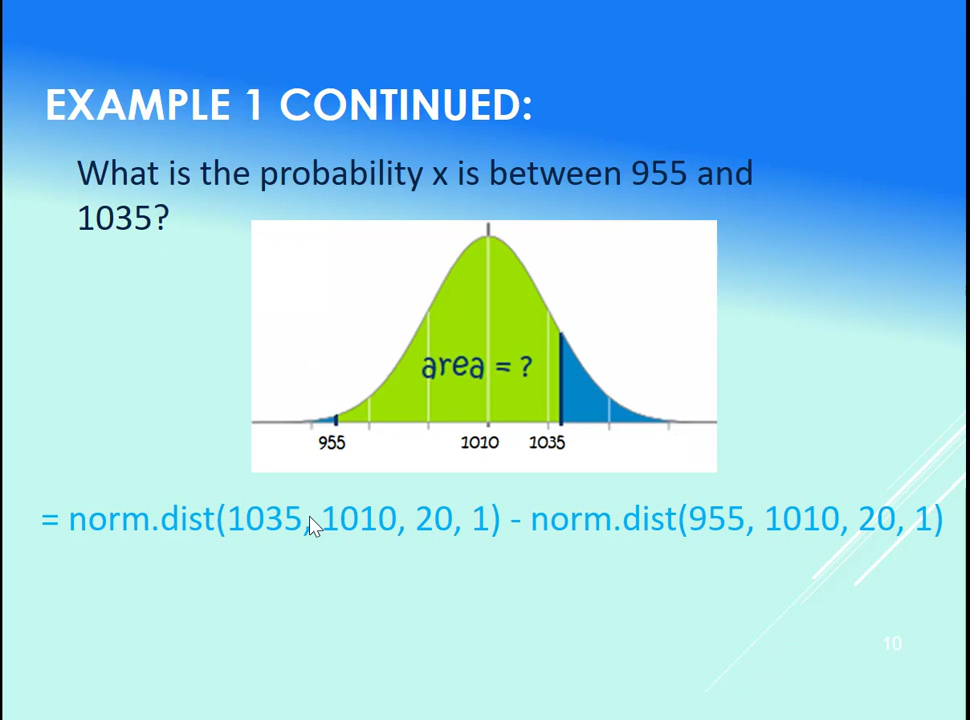 EXAMPLE 1 CONTINUED:
What is the probability x is between 955 and
1035?
area = ?
955 1010 1035
= norm.dist(1035, 1010, 20, 1) - norm.dist(955, 1010, 20, 1)
10